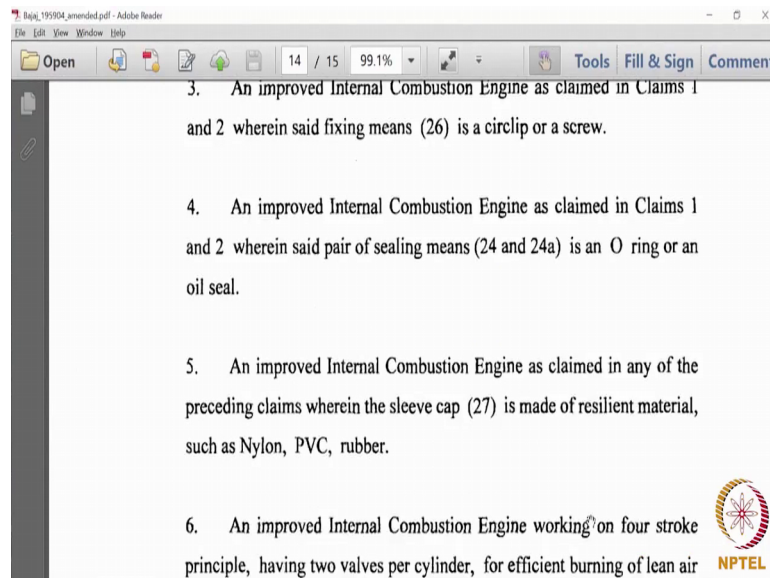 Bajaj_195904_amended.pdf - Adobe Reader
File Edit View Window Help
Open 14 / 15 99.1% Tools Fill & Sign Commen
3. An improved Internal Combustion Engine as claimed in Claims 1
and 2 wherein said fixing means (26) is a circlip or a screw.
4. An improved Internal Combustion Engine as claimed in Claims 1
and 2 wherein said pair of sealing means (24 and 24a) is an O ring or an
oil seal.
5. An improved Internal Combustion Engine as claimed in any of the
preceding claims wherein the sleeve cap (27) is made of resilient material,
such as Nylon, PVC, rubber.
6. An improved Internal Combustion Engine working on four stroke
principle, having two valves per cylinder, for efficient burning of lean air
NPTEL